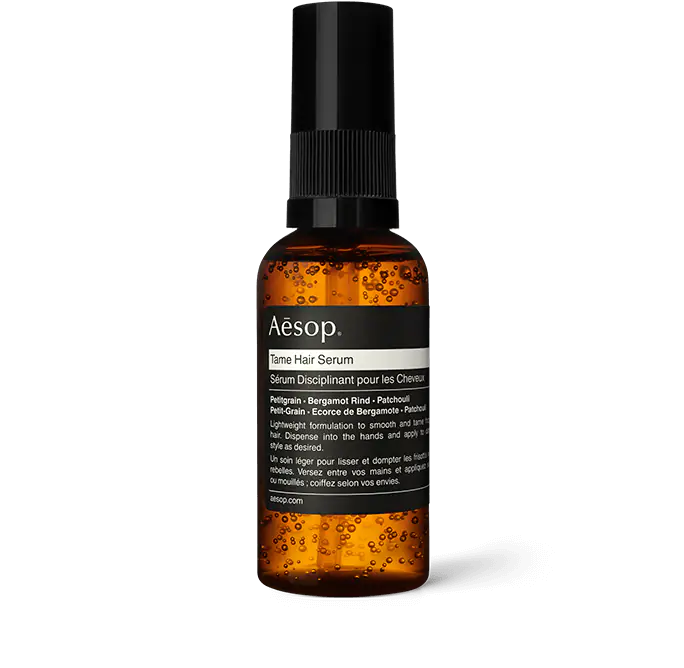 Aēsop®
Tame Hair Serum
Sérum Disciplinant pour les Cheveux
Petitgrain - Bergamot Rind - Patchouli
Petit-Grain - Ecorce de Bergamote - Patchouli
Lightweight formulation to smooth and tame
hair. Dispense into the hands and apply to
style as desired.
Un soin léger pour lisser et dompter les
rebelles. Versez entre vos mains et appliquez
ou mouillés ; coiffez selon vos envies.
aesop.com